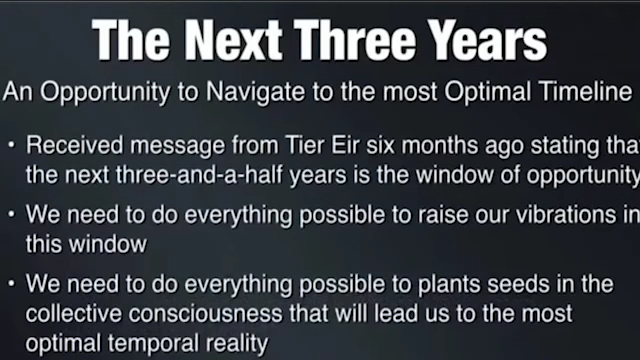 The Next Three Years
An Opportunity to Navigate to the most Optimal Timeline
• Received message from Tier Eir six months ago stating tha
the next three-and-a-half years is the window of opportunity
• We need to do everything possible to raise our vibrations in
this window
• We need to do everything possible to plants seeds in the
collective consciousness that will lead us to the most
optimal temporal reality